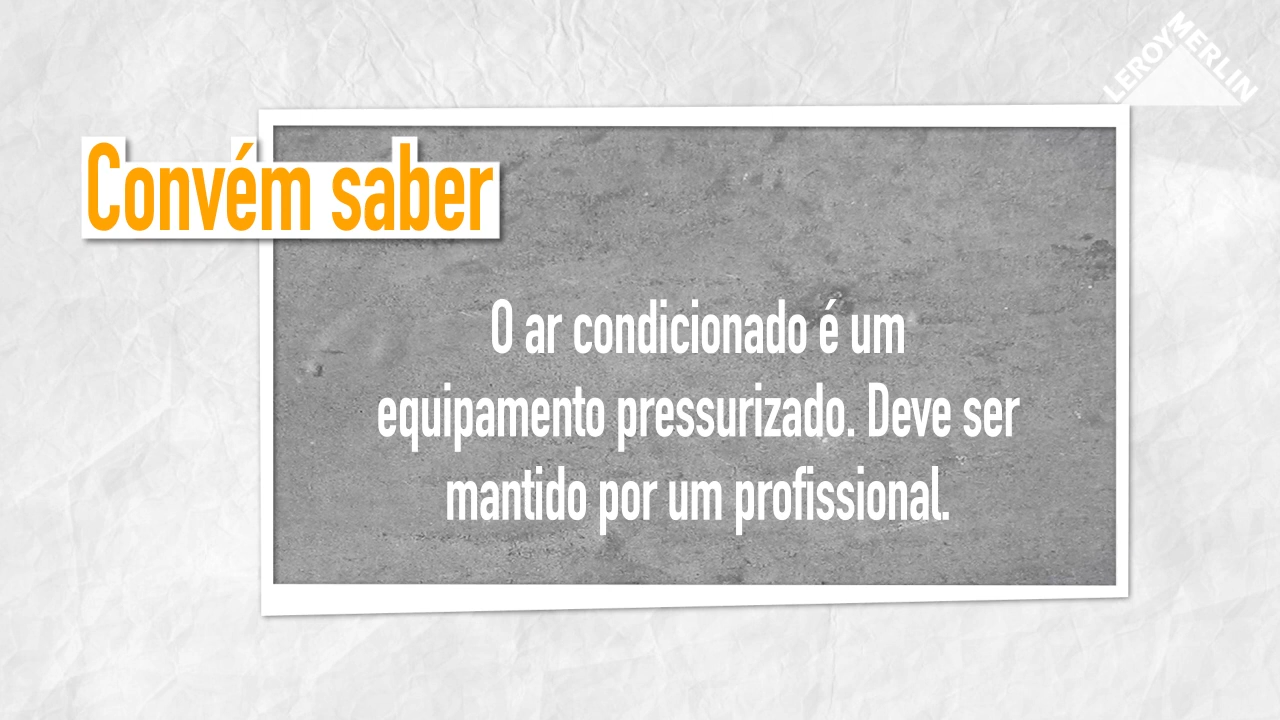 LEROY MERLIN
Convém saber
O ar condicionado é um
equipamento pressurizado. Deve ser
mantido por um profissional.